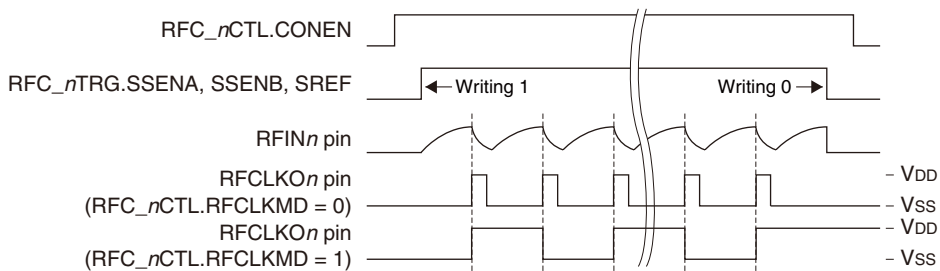 RFC_nCTL.CONEN
RFC_nTRG.SSENA, SSENB, SREF
Writing 1
Writing 0
RFINn pin
RFCLKOn pin
(RFC_nCTL.RFCLKMD = 0)
VDD
VSS
RFCLKOn pin
(RFC_nCTL.RFCLKMD = 1)
VDD
VSS